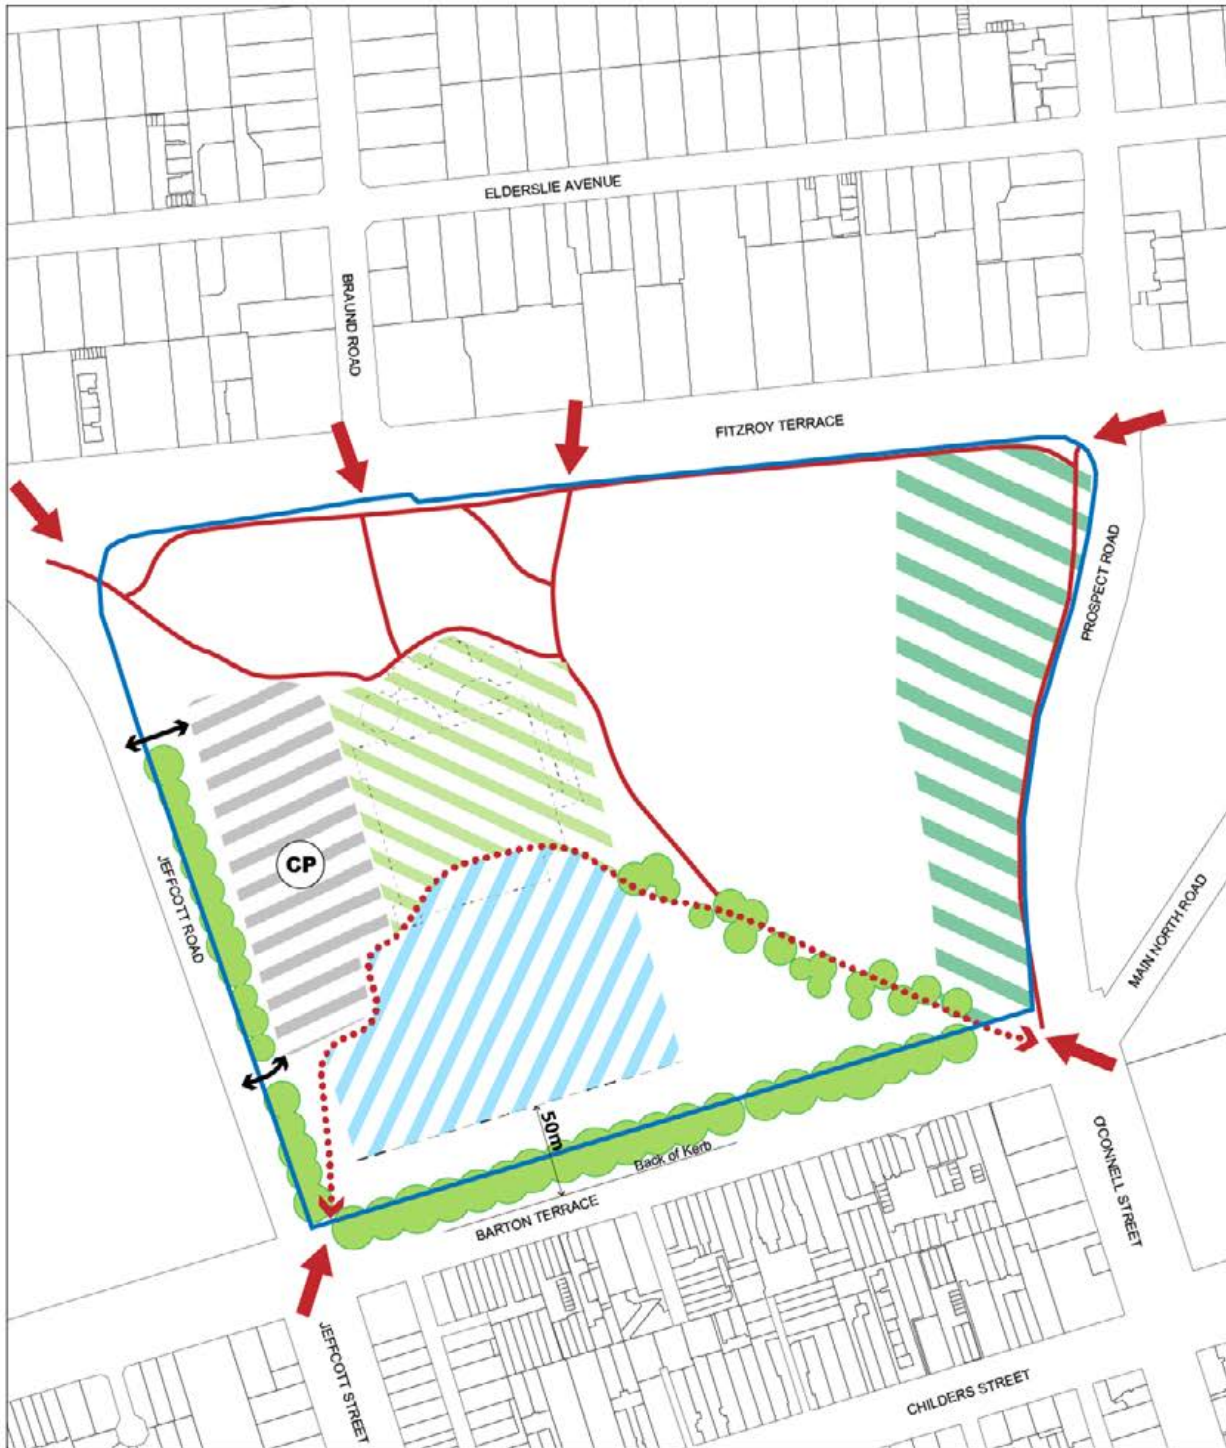 ELDERSLIE AVENUE
BRAUND ROAD
FITZROY TERRACE
PROSPECT ROAD
CP
JEFFCOTT ROAD
MAIN NORTH ROAD
50m
Back of Kerb
BARTON TERRACE
O'CONNELL STREET
JEFFCOTT STREET
CHILDERS STREET